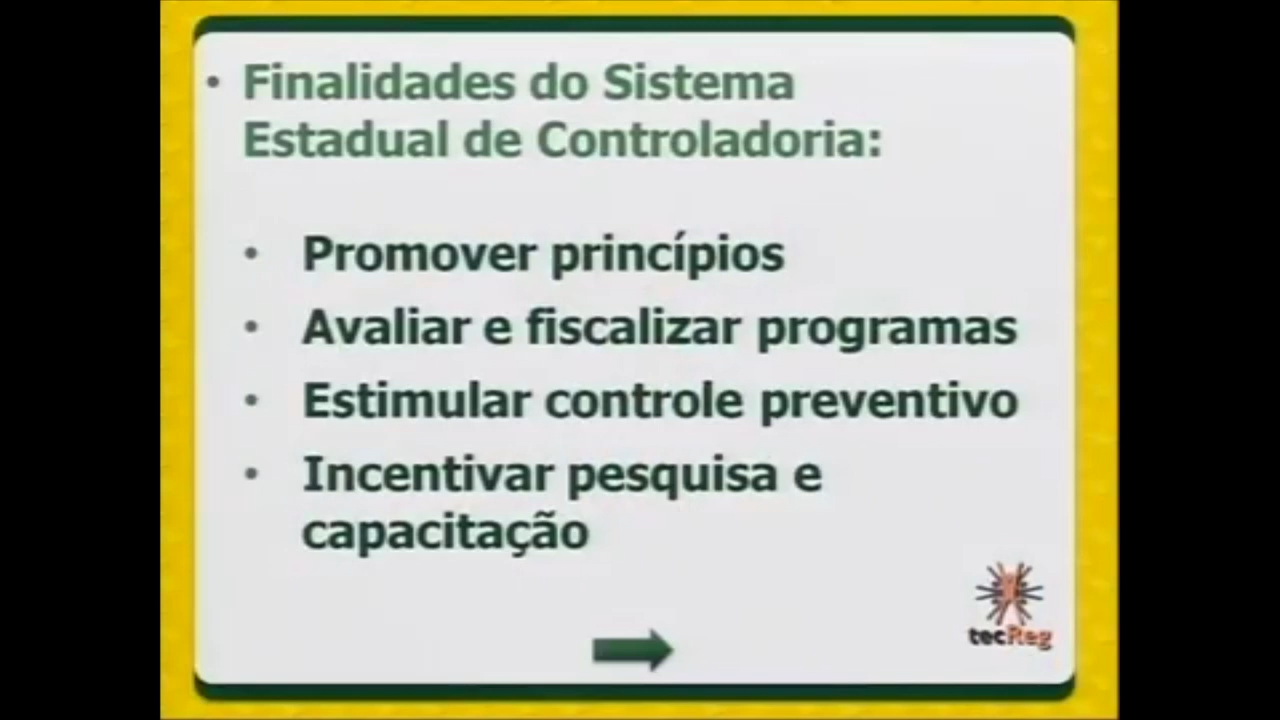 • Finalidades do Sistema
Estadual de Controladoria:
• Promover princípios
• Avaliar e fiscalizar programas
• Estimular controle preventivo
• Incentivar pesquisa e
capacitação
tecReg